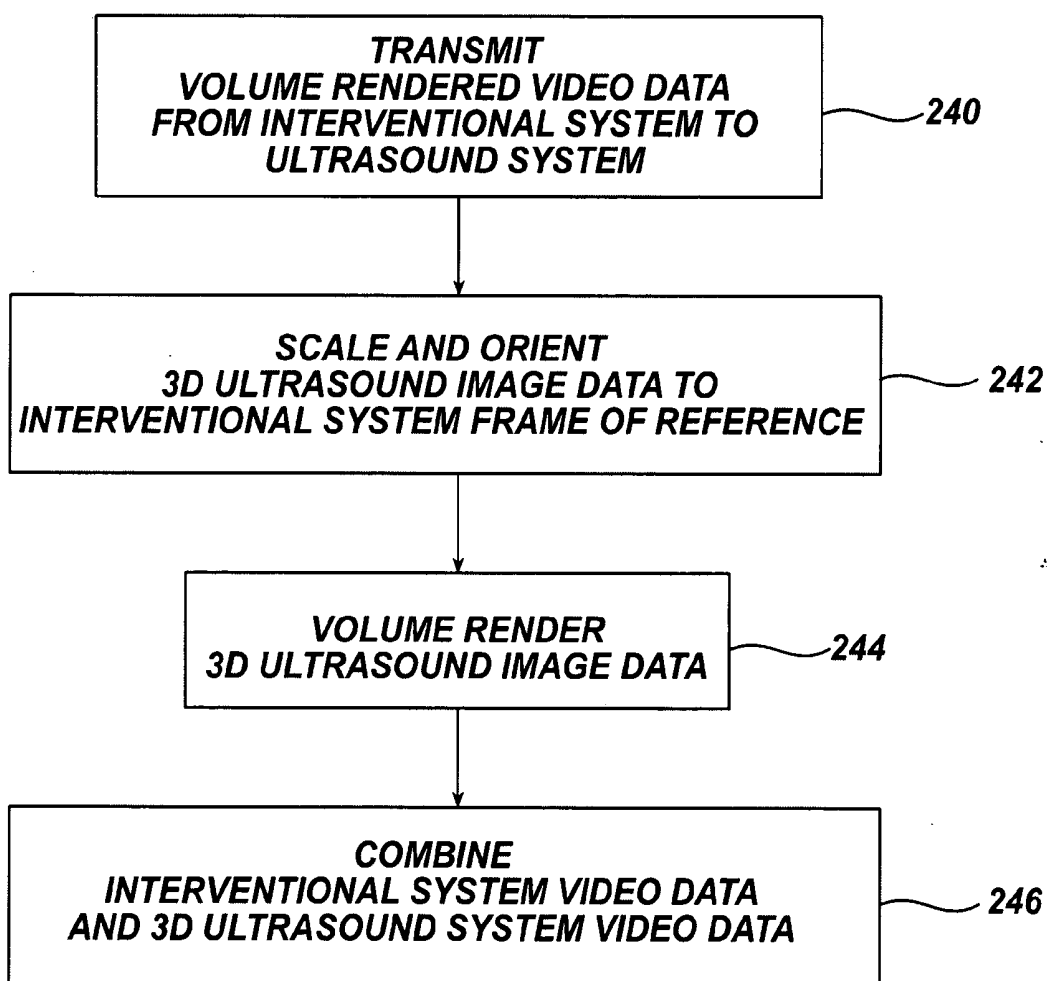 TRANSMIT
VOLUME RENDERED VIDEO DATA
FROM INTERVENTIONAL SYSTEM TO
ULTRASOUND SYSTEM
240
SCALE AND ORIENT
3D ULTRASOUND IMAGE DATA TO
INTERVENTIONAL SYSTEM FRAME OF REFERENCE
242
VOLUME RENDER
3D ULTRASOUND IMAGE DATA
244
COMBINE
INTERVENTIONAL SYSTEM VIDEO DATA
AND 3D ULTRASOUND SYSTEM VIDEO DATA
246